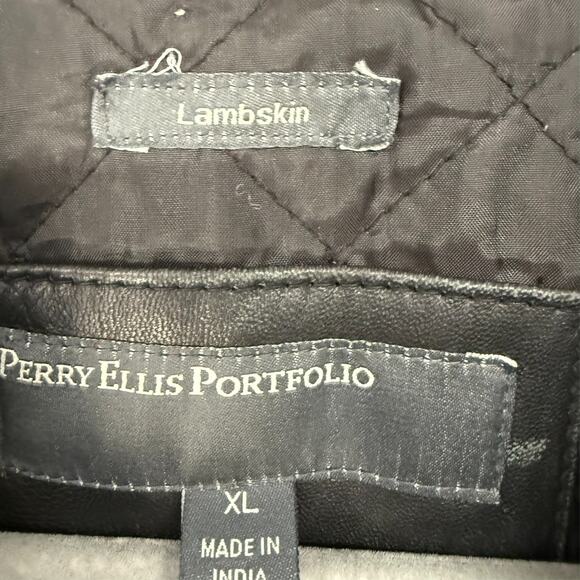 Lambskin
PERRY ELLIS PORTFOLIO
XL
MADE IN
INDIA